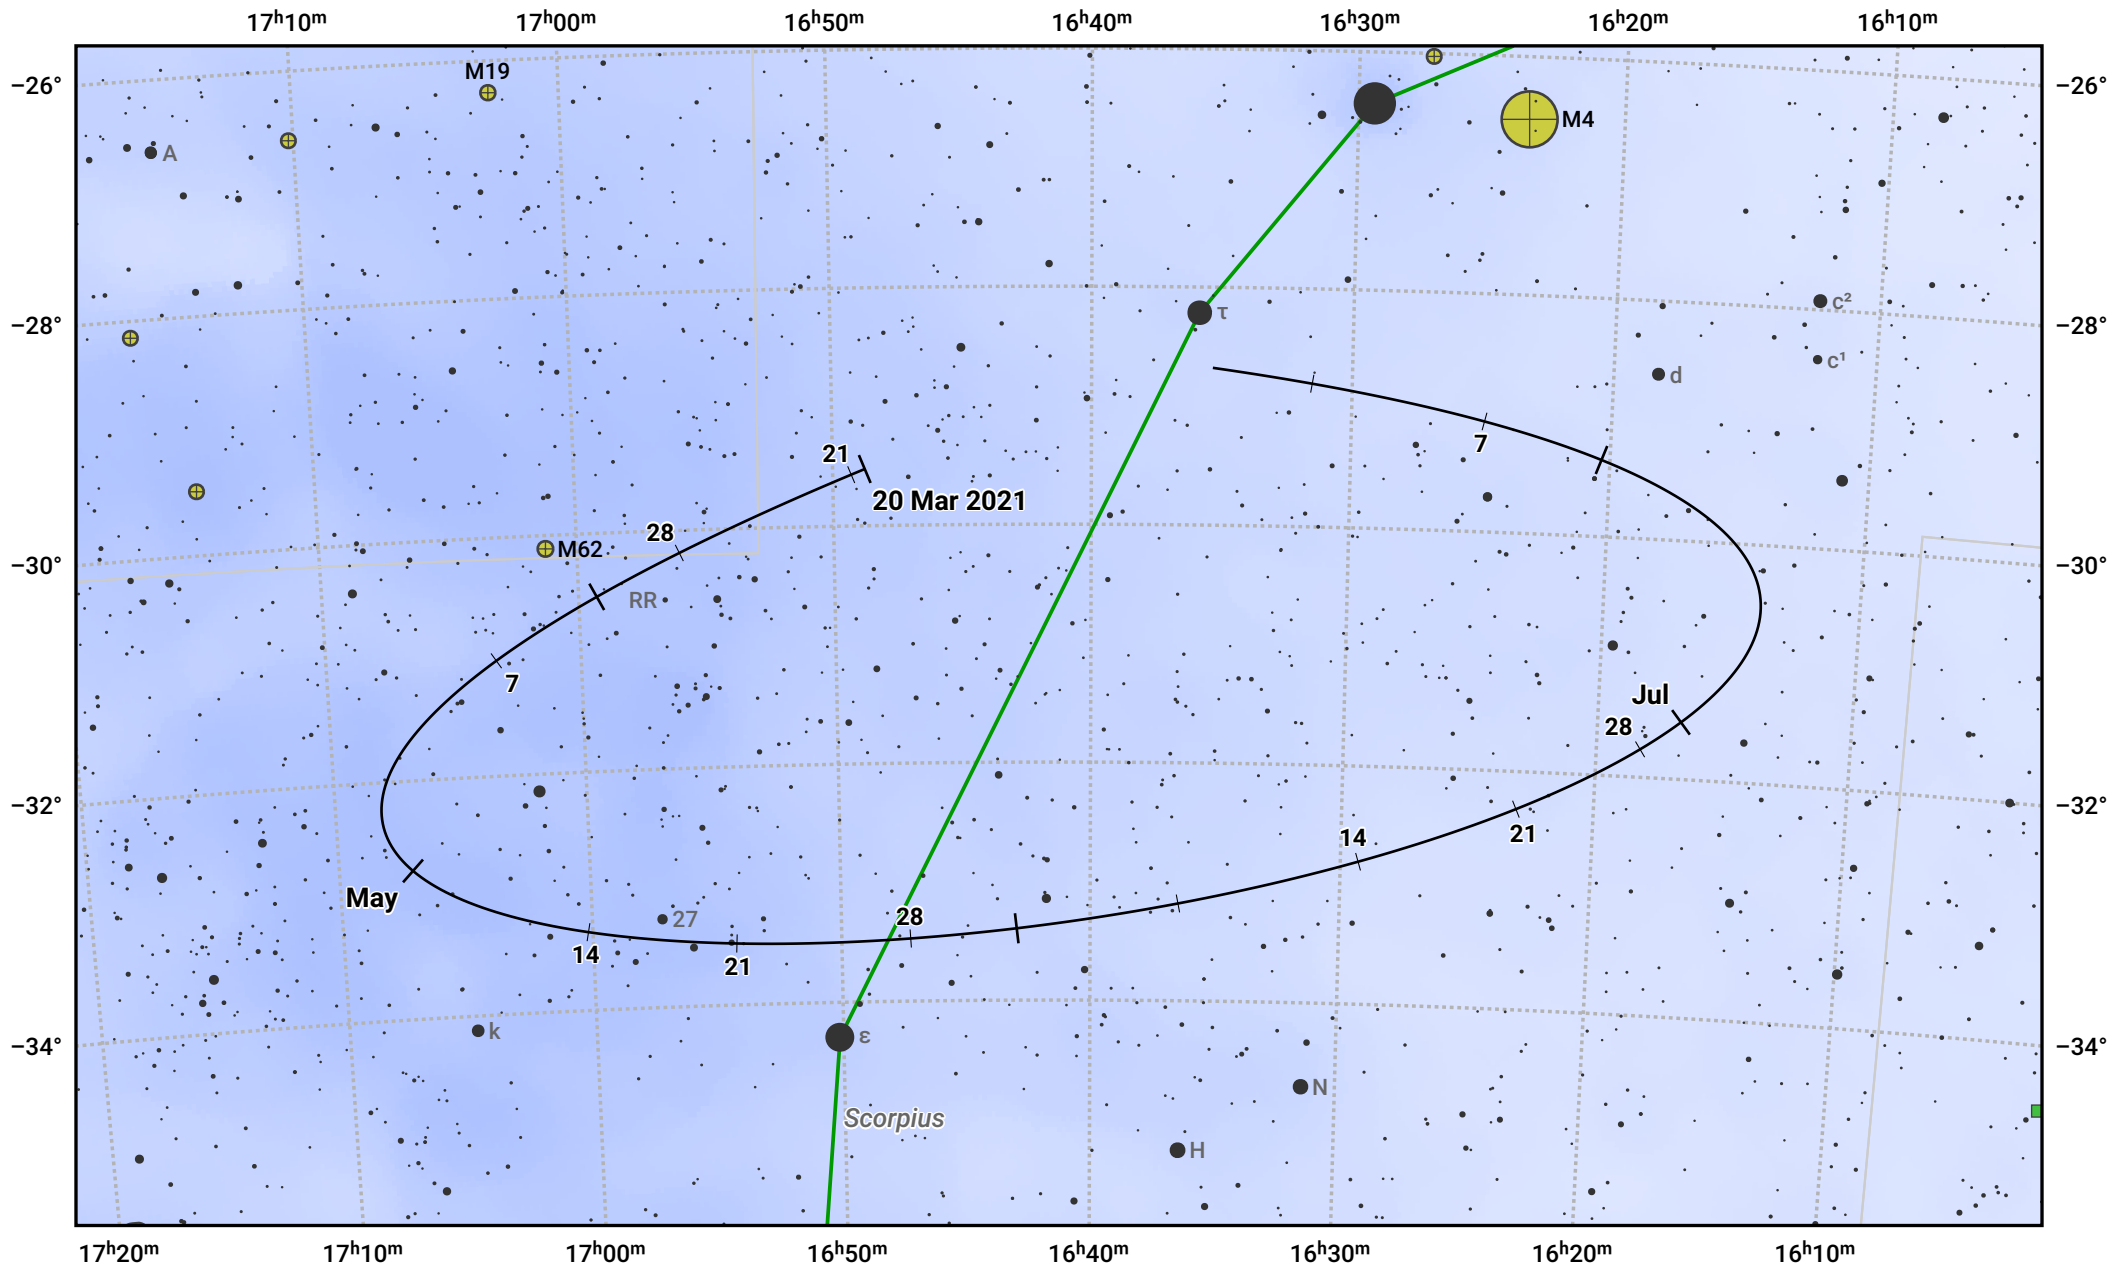 17ʰ10ᵐ 17ʰ00ᵐ 16ʰ50ᵐ 16ʰ40ᵐ 16ʰ30ᵐ 16ʰ20ᵐ 16ʰ10ᵐ
−26° −26°
M19
M4
A
c²
−28° τ −28°
c¹
d
7
21
20 Mar 2021
28
M62
−30° −30°
RR
7
Jul
28
−32° −32°
14 21
May
28
27
14 21
k
ε
−34° −34°
N
Scorpius
H
17ʰ20ᵐ 17ʰ10ᵐ 17ʰ00ᵐ 16ʰ50ᵐ 16ʰ40ᵐ 16ʰ30ᵐ 16ʰ20ᵐ 16ʰ10ᵐ